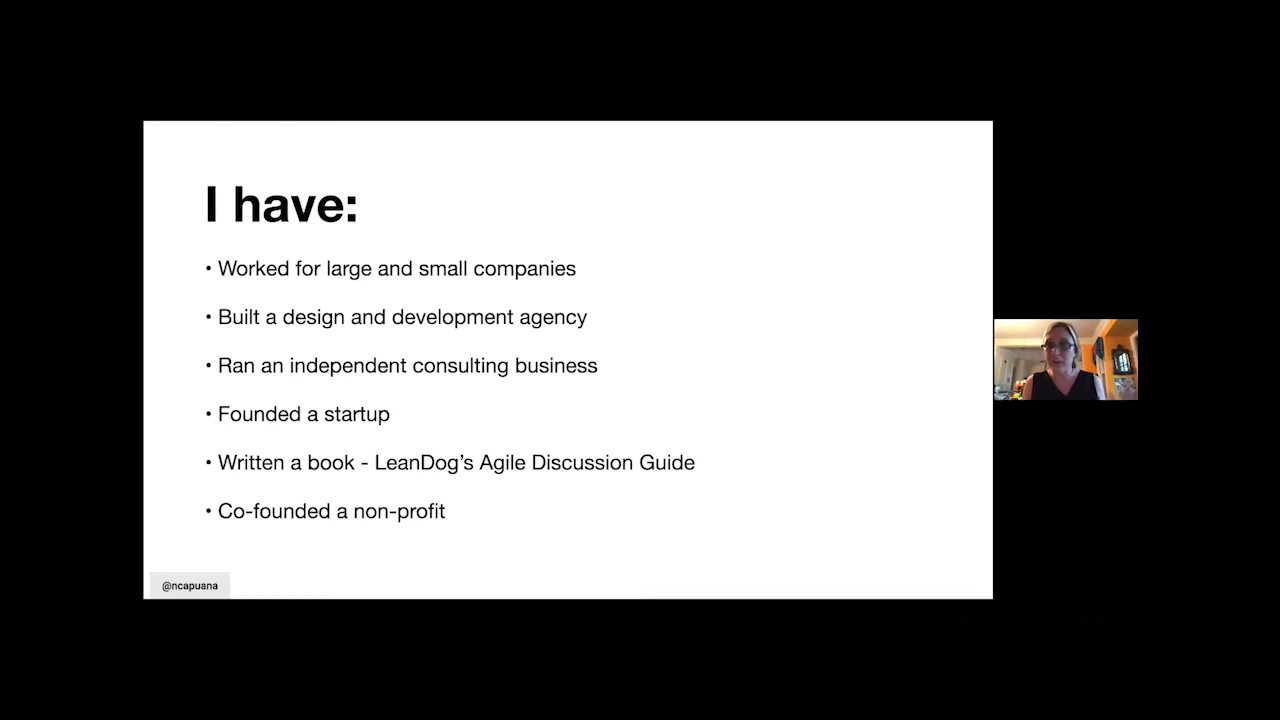 I have:
• Worked for large and small companies
• Built a design and development agency
• Ran an independent consulting business
• Founded a startup
• Written a book - LeanDog’s Agile Discussion Guide
• Co-founded a non-profit
@ncapuana